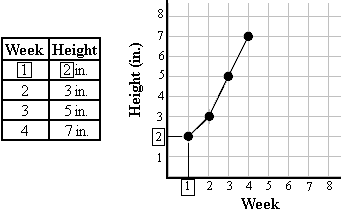 Week Height
1 2 in.
2 3 in.
3 5 in.
4 7 in.
Height (in.)
8
7
6
5
4
3
2
1
1 2 3 4 5 6 7 8
Week